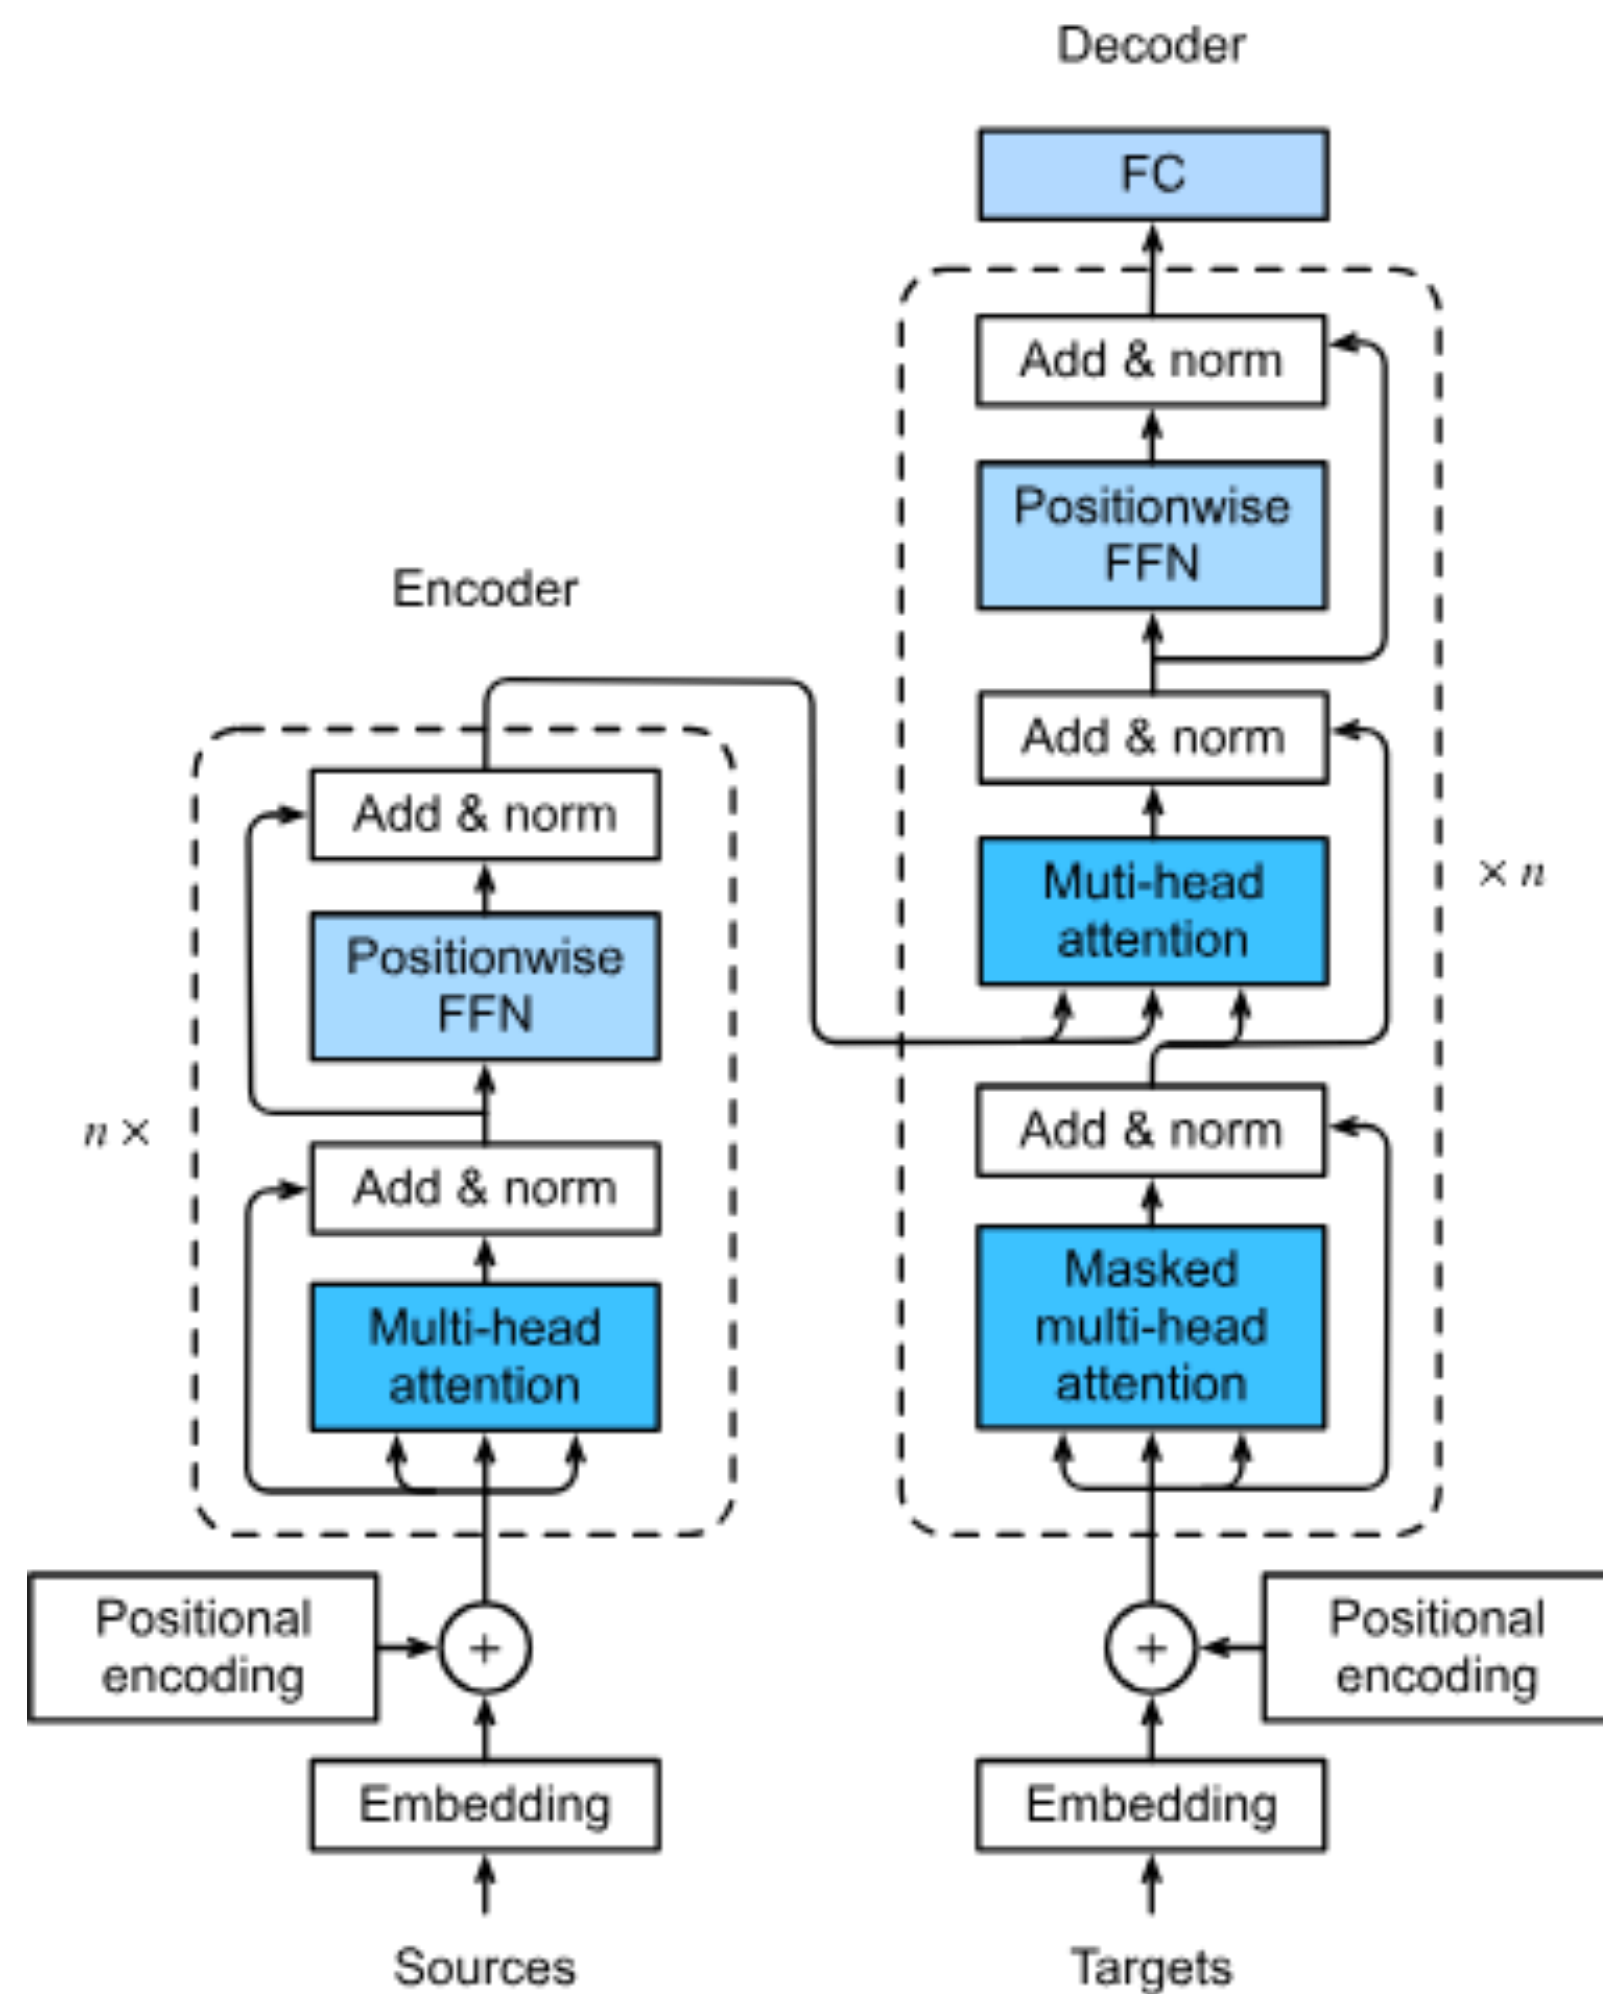 Decoder
FC
Add & norm
Positionwise
FFN
Add & norm
Muti-head
attention
× n
Add & norm
Masked
multi-head
attention
Positional
encoding
+
Embedding
Targets
Encoder
Add & norm
Positionwise
FFN
n ×
Add & norm
Multi-head
attention
Positional
encoding
+
Embedding
Sources